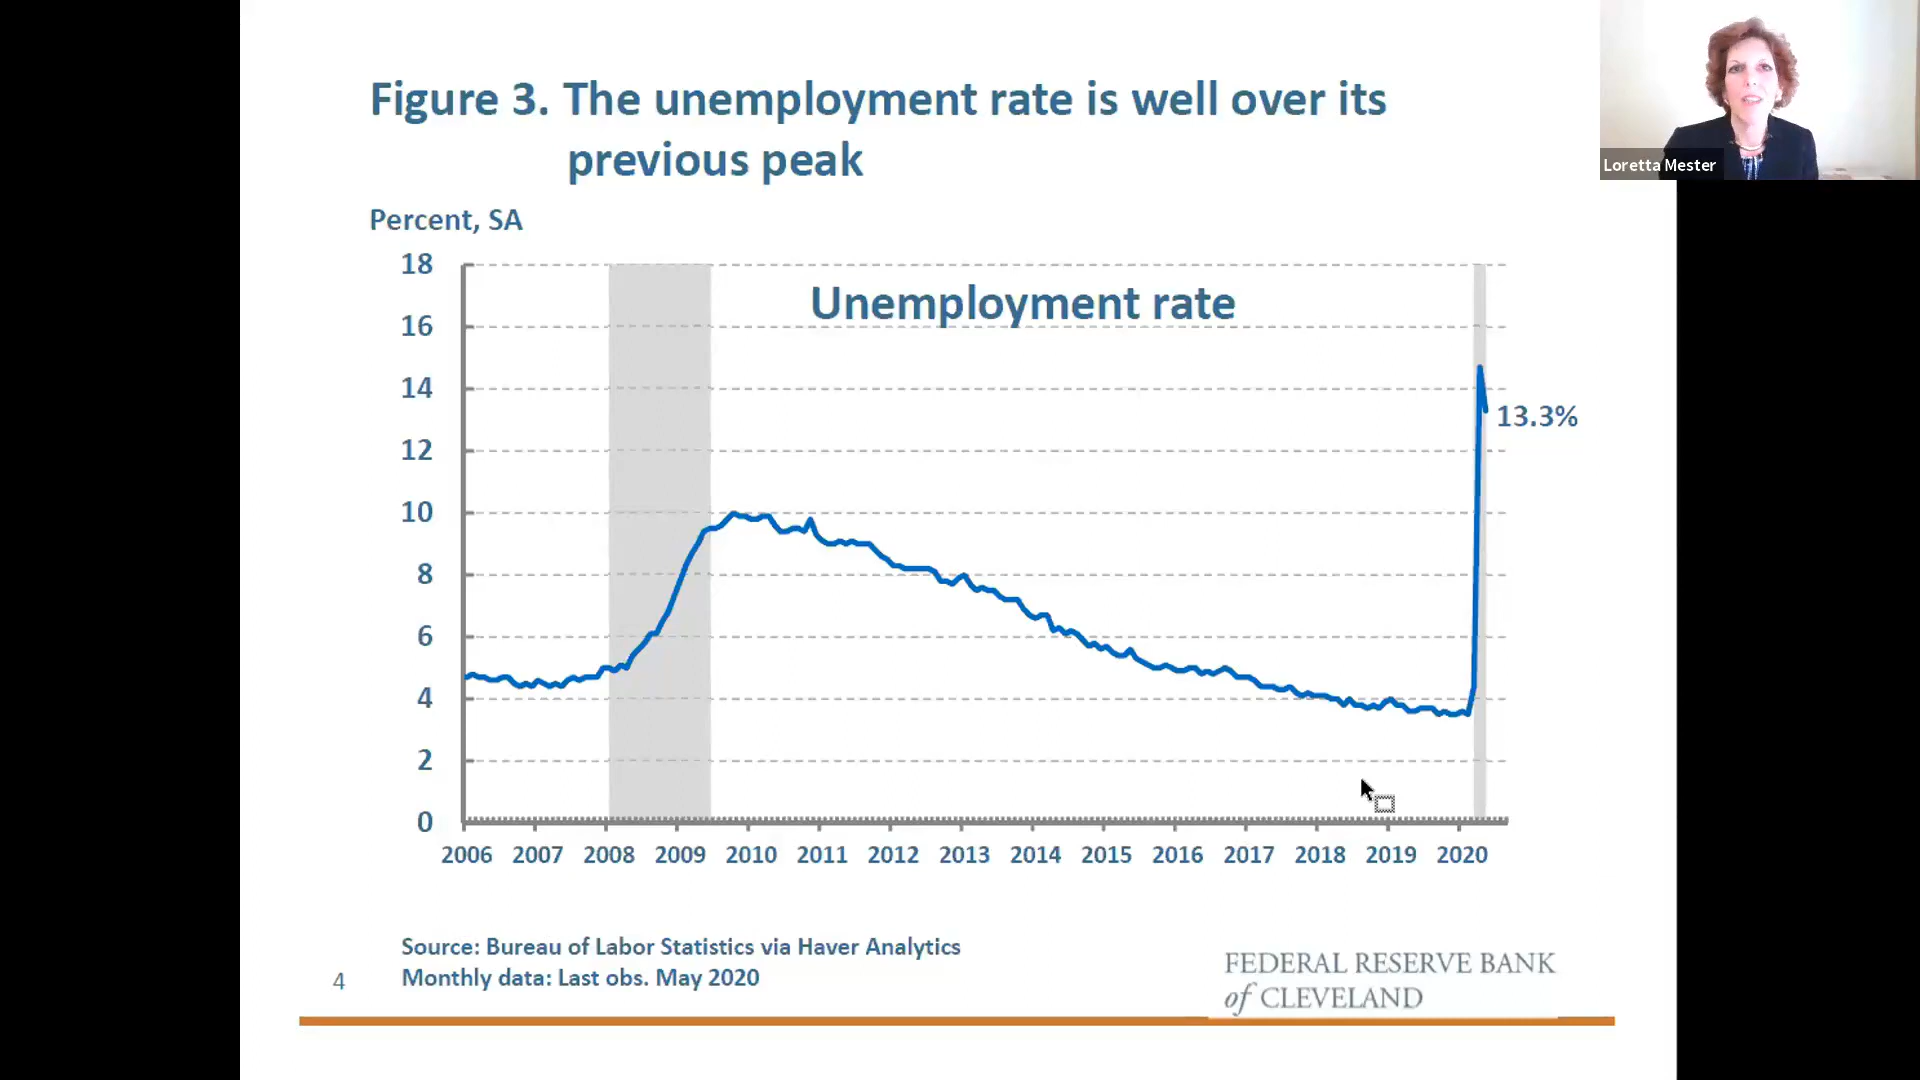 Figure 3. The unemployment rate is well over its
previous peak
Loretta Mester
Percent, SA
Unemployment rate
18
16
14
12
10
8
6
4
2
0
13.3%
2006 2007 2008 2009 2010 2011 2012 2013 2014 2015 2016 2017 2018 2019 2020
Source: Bureau of Labor Statistics via Haver Analytics
Monthly data: Last obs. May 2020
4
FEDERAL RESERVE BANK
of CLEVELAND